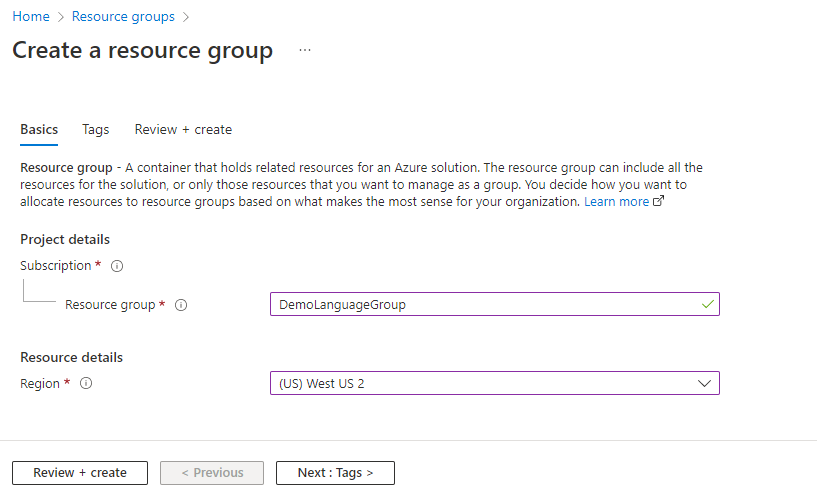 Home > Resource groups >
Create a resource group ...
Basics Tags Review + create
Resource group - A container that holds related resources for an Azure solution. The resource group can include all the
resources for the solution, or only those resources that you want to manage as a group. You decide how you want to
allocate resources to resource groups based on what makes the most sense for your organization. Learn more
Project details
Subscription *
Resource group * DemoLanguageGroup
Resource details
Region * (US) West US 2
Review + create < Previous Next : Tags >